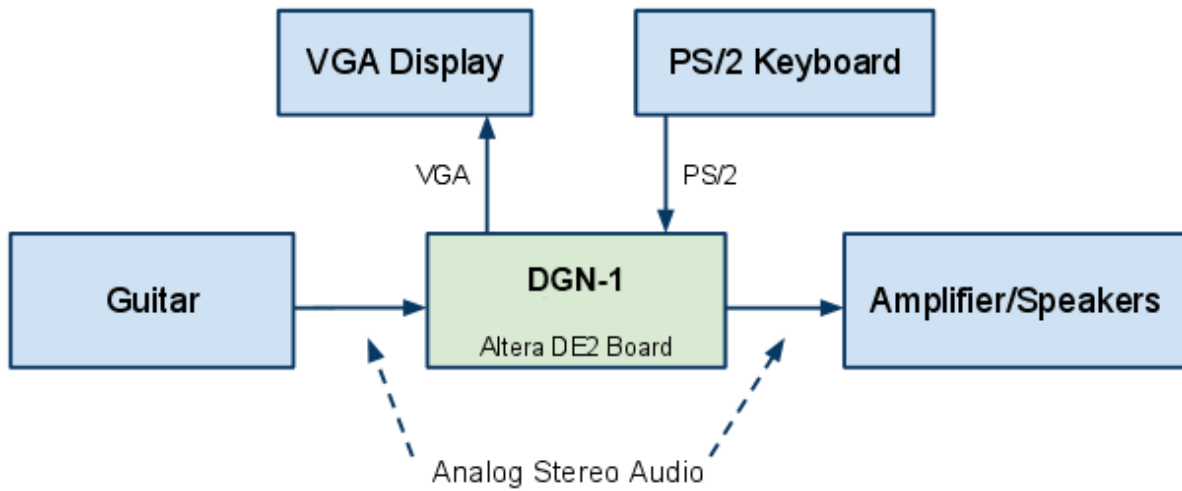 VGA Display
PS/2 Keyboard
VGA
PS/2
Guitar
DGN-1
Altera DE2 Board
Amplifier/Speakers
Analog Stereo Audio